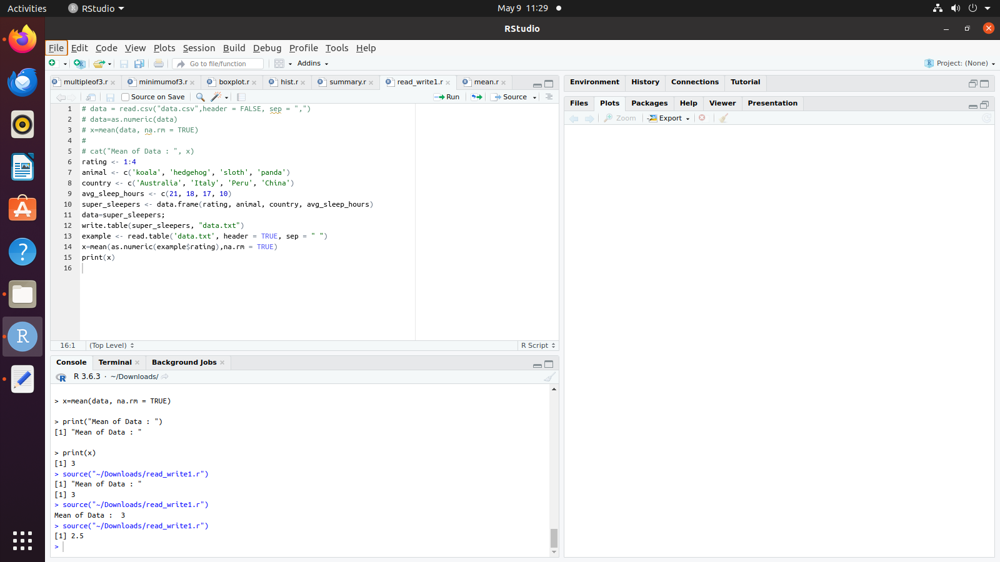 Activities RStudio May 9 11:29
RStudio
File Edit Code View Plots Session Build Debug Profile Tools Help
Go to file/function Addins Project: (None)
multipleof3.r minimumof3.r boxplot.r hist.r summary.r read_write1.r mean.r
Source on Save Run Source
1 # data = read.csv("data.csv",header = FALSE, sep = ",")
2 # data=as.numeric(data)
3 # x=mean(data, na.rm = TRUE)
4 #
5 # cat("Mean of Data : ", x)
6 rating <- 1:4
7 animal <- c('koala', 'hedgehog', 'sloth', 'panda')
8 country <- c('Australia', 'Italy', 'Peru', 'China')
9 avg_sleep_hours <- c(21, 18, 17, 10)
10 super_sleepers <- data.frame(rating, animal, country, avg_sleep_hours)
11 data=super_sleepers;
12 write.table(super_sleepers, "data.txt")
13 example <- read.table('data.txt', header = TRUE, sep = " ")
14 x=mean(as.numeric(example$rating),na.rm = TRUE)
15 print(x)
16
16:1 (Top Level) R Script
Console Terminal Background Jobs
R R 3.6.3 · ~/Downloads/
> x=mean(data, na.rm = TRUE)
> print("Mean of Data : ")
[1] "Mean of Data : "
> print(x)
[1] 3
> source("~/Downloads/read_write1.r")
[1] "Mean of Data : "
[1] 3
> source("~/Downloads/read_write1.r")
Mean of Data :  3
> source("~/Downloads/read_write1.r")
[1] 2.5
>
Environment History Connections Tutorial
Files Plots Packages Help Viewer Presentation
Zoom Export